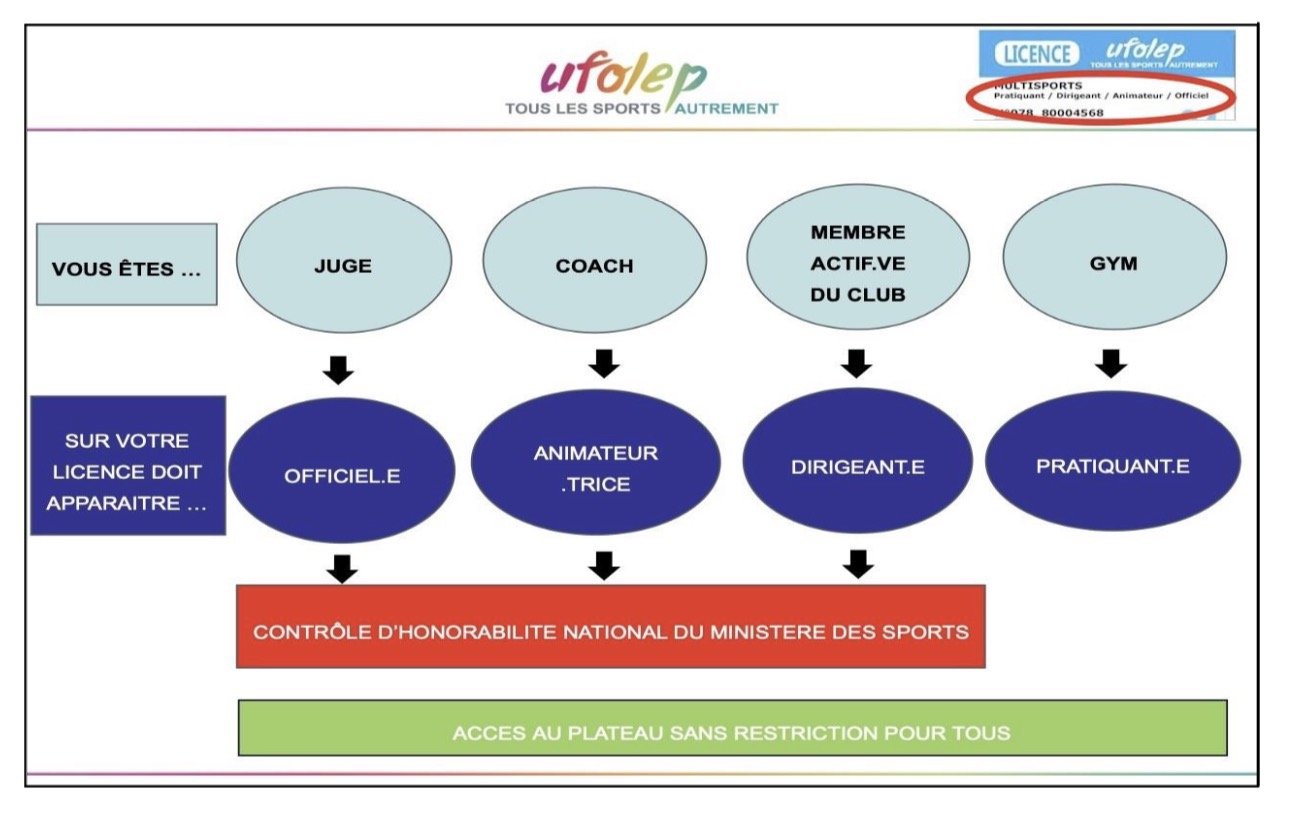 ufolep
TOUS LES SPORTS AUTREMENT
LICENCE
ufolep
TOUS LES SPORTS AUTREMENT
MULTISPORTS
Pratiquant / Dirigeant / Animateur / Officiel
078 80004568
VOUS ÊTES ...
JUGE
COACH
MEMBRE
ACTIF.VE
DU CLUB
GYM
SUR VOTRE
LICENCE DOIT
APPARAITRE ...
OFFICIEL.E
ANIMATEUR
.TRICE
DIRIGEANT.E
PRATIQUANT.E
CONTRÔLE D'HONORABILITE NATIONAL DU MINISTERE DES SPORTS
ACCES AU PLATEAU SANS RESTRICTION POUR TOUS